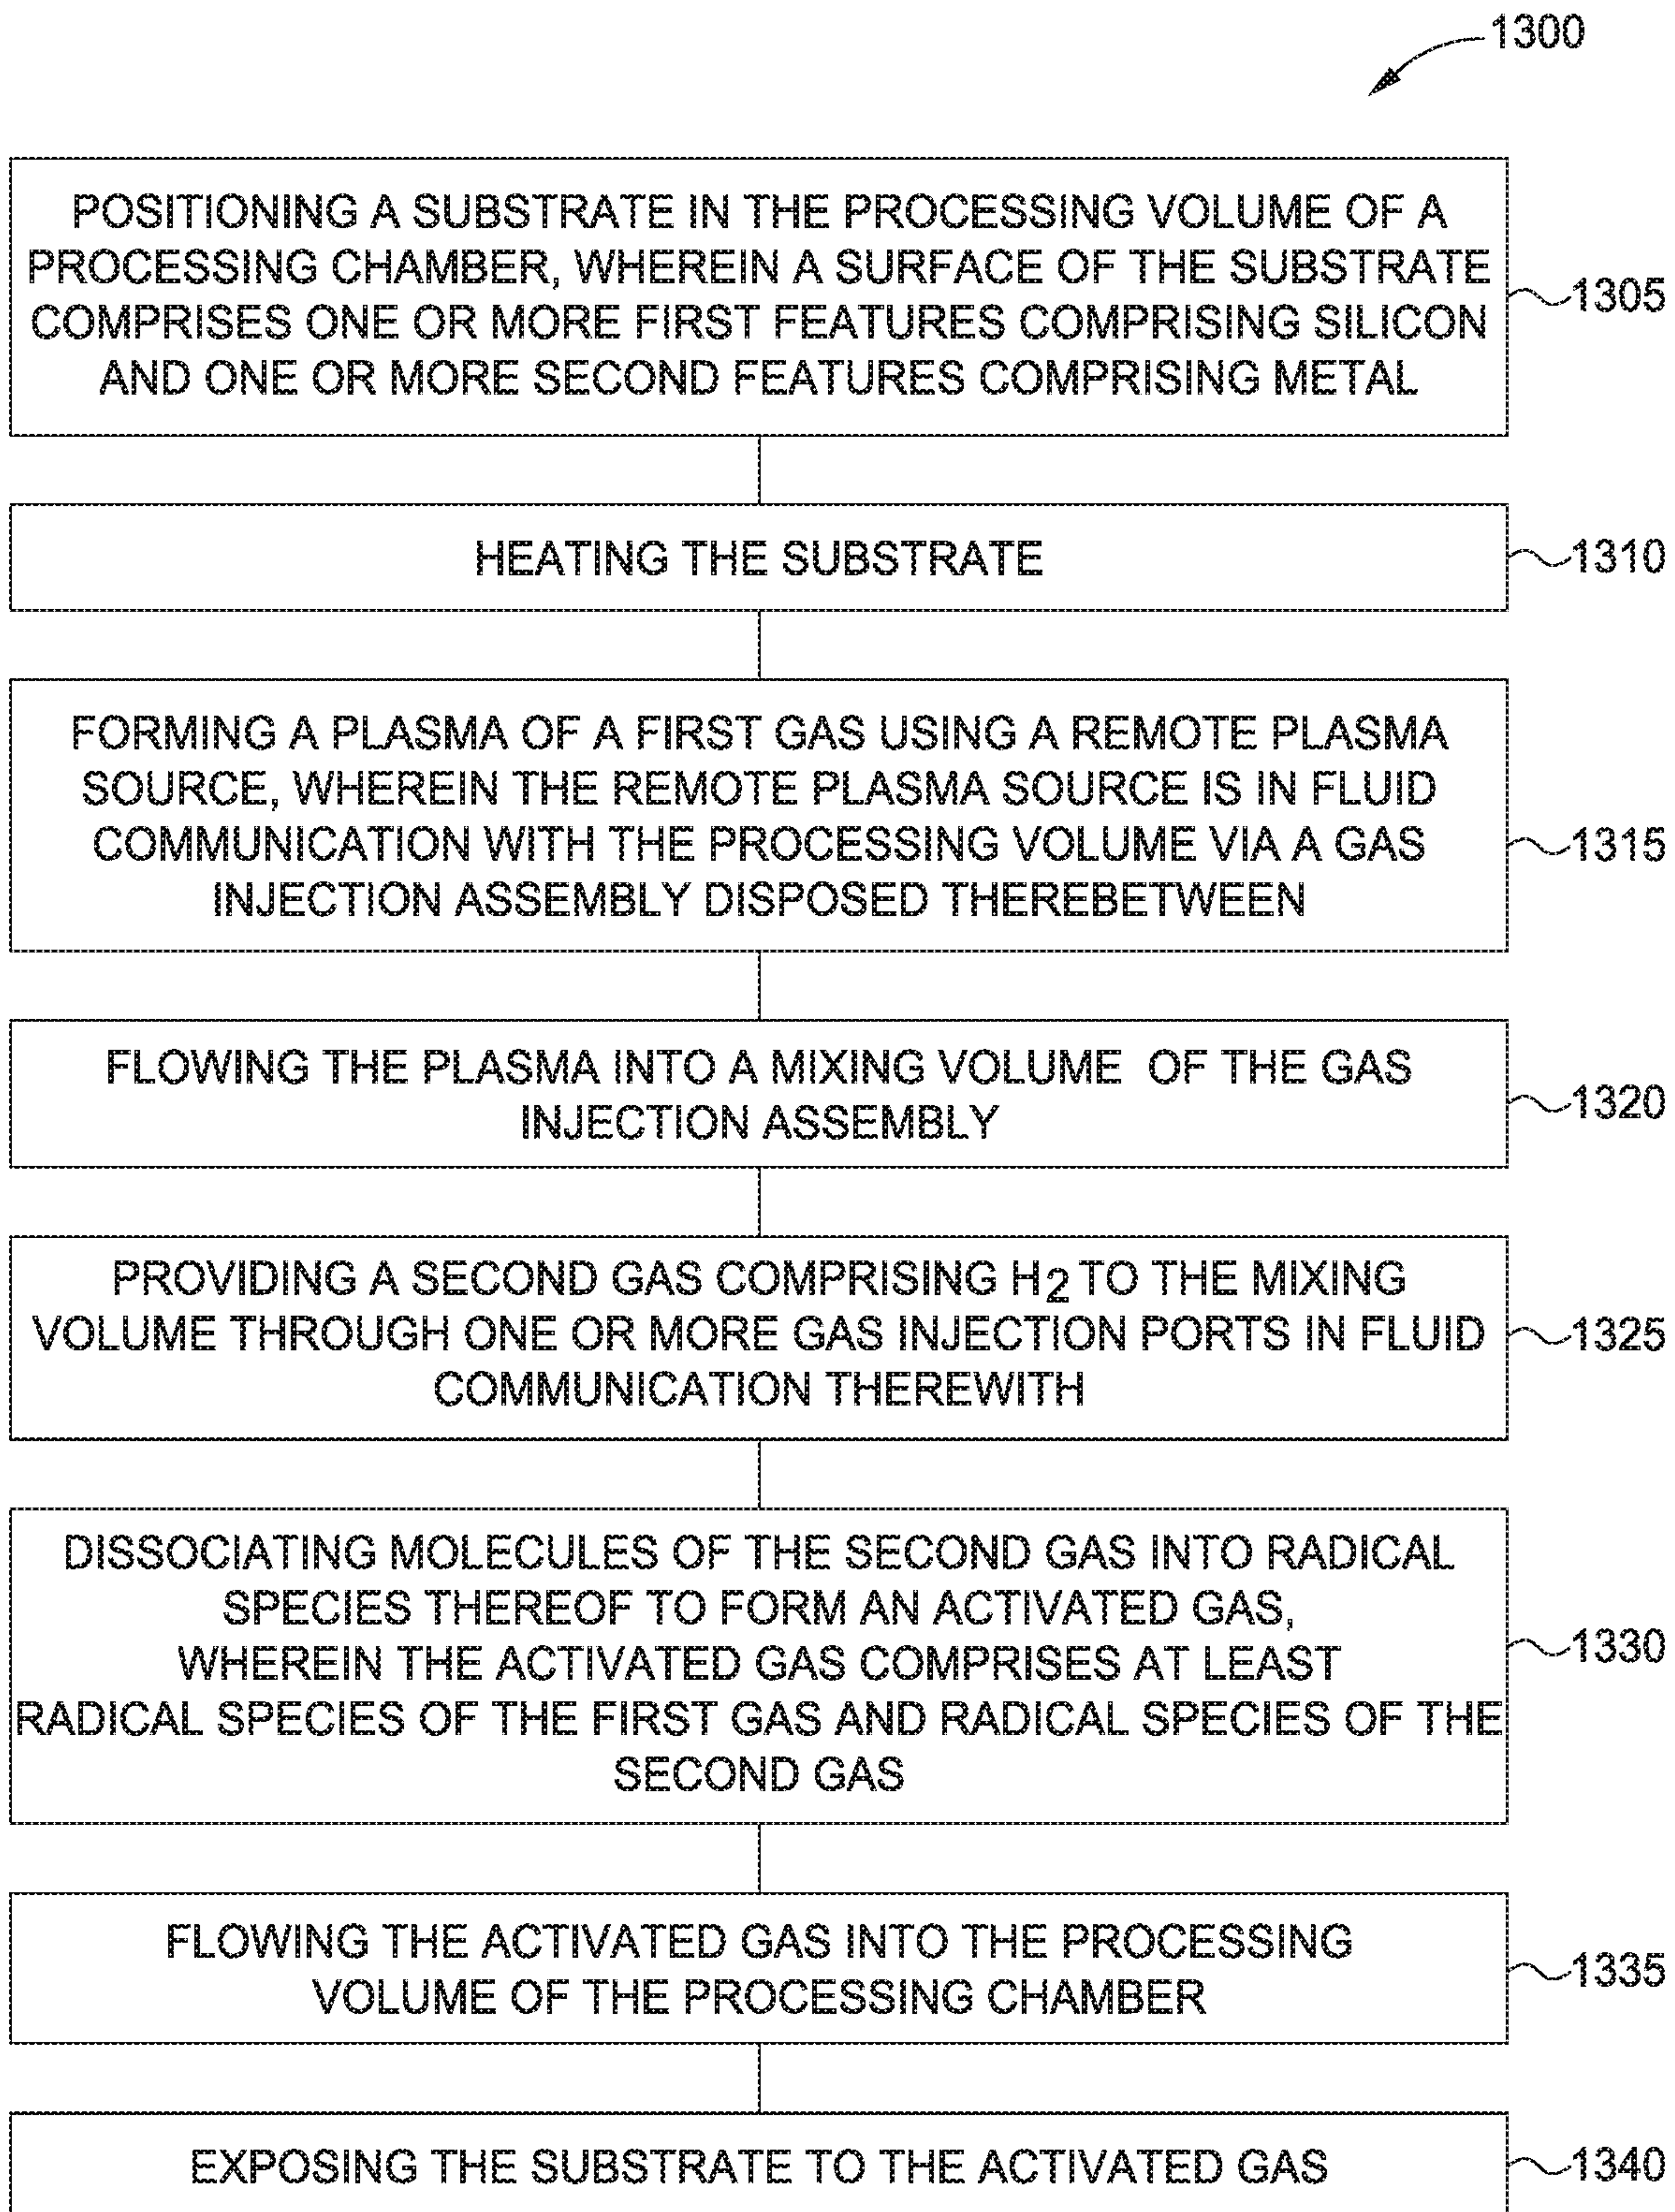 1300
POSITIONING A SUBSTRATE IN THE PROCESSING VOLUME OF A
PROCESSING CHAMBER, WHEREIN A SURFACE OF THE SUBSTRATE
COMPRISES ONE OR MORE FIRST FEATURES COMPRISING SILICON
AND ONE OR MORE SECOND FEATURES COMPRISING METAL
1305
HEATING THE SUBSTRATE
1310
FORMING A PLASMA OF A FIRST GAS USING A REMOTE PLASMA
SOURCE, WHEREIN THE REMOTE PLASMA SOURCE IS IN FLUID
COMMUNICATION WITH THE PROCESSING VOLUME VIA A GAS
INJECTION ASSEMBLY DISPOSED THEREBETWEEN
1315
FLOWING THE PLASMA INTO A MIXING VOLUME OF THE GAS
INJECTION ASSEMBLY
1320
PROVIDING A SECOND GAS COMPRISING H2 TO THE MIXING
VOLUME THROUGH ONE OR MORE GAS INJECTION PORTS IN FLUID
COMMUNICATION THEREWITH
1325
DISSOCIATING MOLECULES OF THE SECOND GAS INTO RADICAL
SPECIES THEREOF TO FORM AN ACTIVATED GAS,
WHEREIN THE ACTIVATED GAS COMPRISES AT LEAST
RADICAL SPECIES OF THE FIRST GAS AND RADICAL SPECIES OF THE
SECOND GAS
1330
FLOWING THE ACTIVATED GAS INTO THE PROCESSING
VOLUME OF THE PROCESSING CHAMBER
1335
EXPOSING THE SUBSTRATE TO THE ACTIVATED GAS
1340